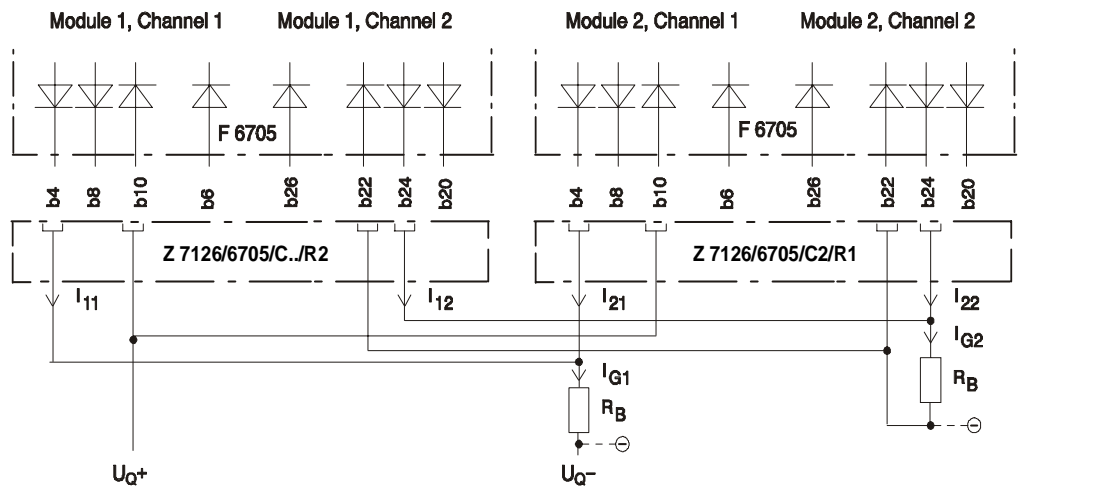 Module 1, Channel 1 Module 1, Channel 2 Module 2, Channel 1 Module 2, Channel 2
F 6705 F 6705
b4 b8 b10 b6 b26 b22 b24 b20 b4 b8 b10 b6 b26 b22 b24 b20
Z 7126/6705/C../R2 Z 7126/6705/C2/R1
I11 I12 I21 I22
IG2
IG1 RB
RB
UQ+ UQ−